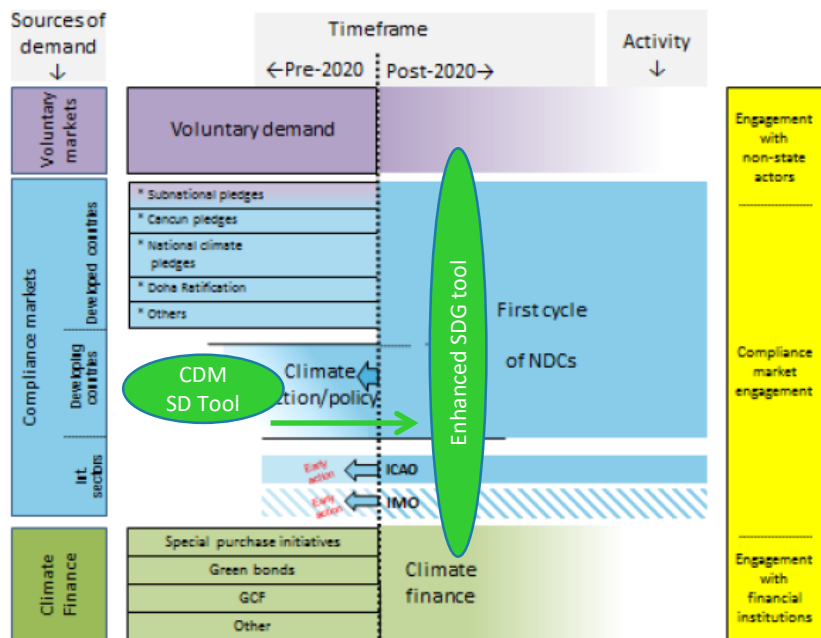 Sources of
demand
↓
Timeframe
←Pre-2020
Post-2020→
Activity
↓
Voluntary
markets
Voluntary demand
Engagement
with
non-state
actors
Compliance markets
Developed countries
* Subnational pledges
* Cancun pledges
* National climate
pledges
* Doha Ratification
* Others
Enhanced SDG tool
First cycle
of NDCs
Compliance
market
engagement
Developing
countries
CDM
SD Tool
Climate
ction/policy
Int.
sectors
Early
action
ICAO
Early
action
IMO
Climate
Finance
Special purchase initiatives
Green bonds
GCF
Other
Climate
finance
Engagement
with
financial
institutions